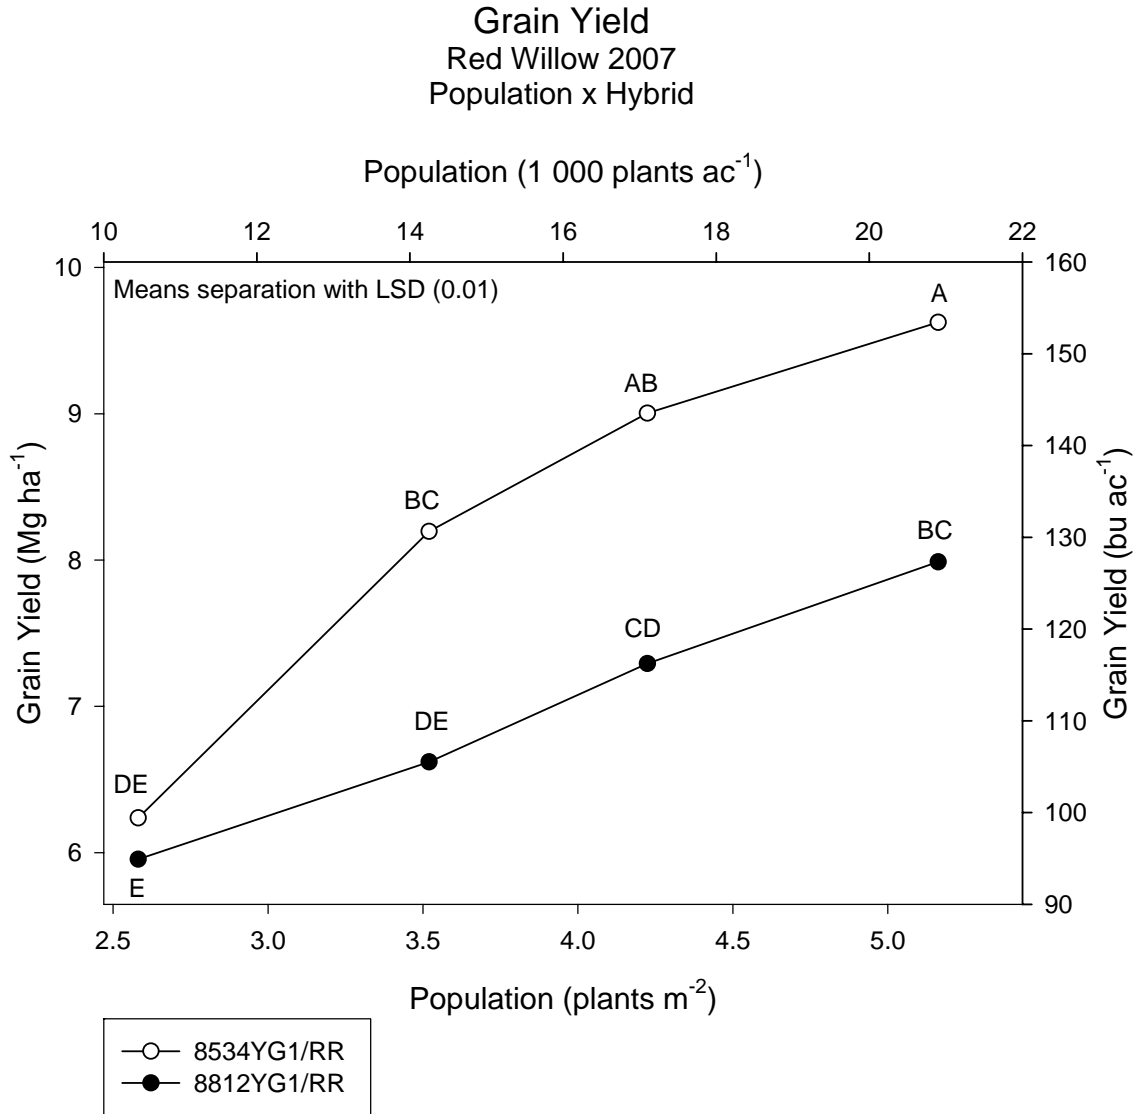 Grain Yield
Red Willow 2007
Population x Hybrid
Population (1 000 plants ac⁻¹)
10 12 14 16 18 20 22
Means separation with LSD (0.01)
Grain Yield (Mg ha⁻¹)
10
9
8
7
6
A
AB
BC
BC
CD
DE
DE
E
160
150
140
130
120
110
100
90
Grain Yield (bu ac⁻¹)
2.5 3.0 3.5 4.0 4.5 5.0
Population (plants m⁻²)
8534YG1/RR
8812YG1/RR